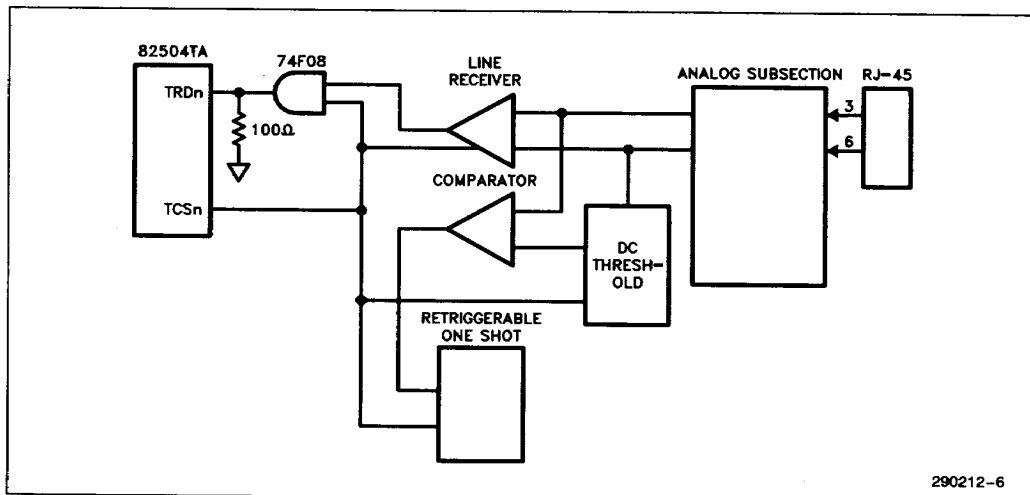 82504TA
74F08
LINE
RECEIVER
ANALOG SUBSECTION
RJ-45
TRDn
100Ω
3
6
COMPARATOR
TCSn
DC
THRESH-
OLD
RETRIGGERABLE
ONE SHOT
290212-6